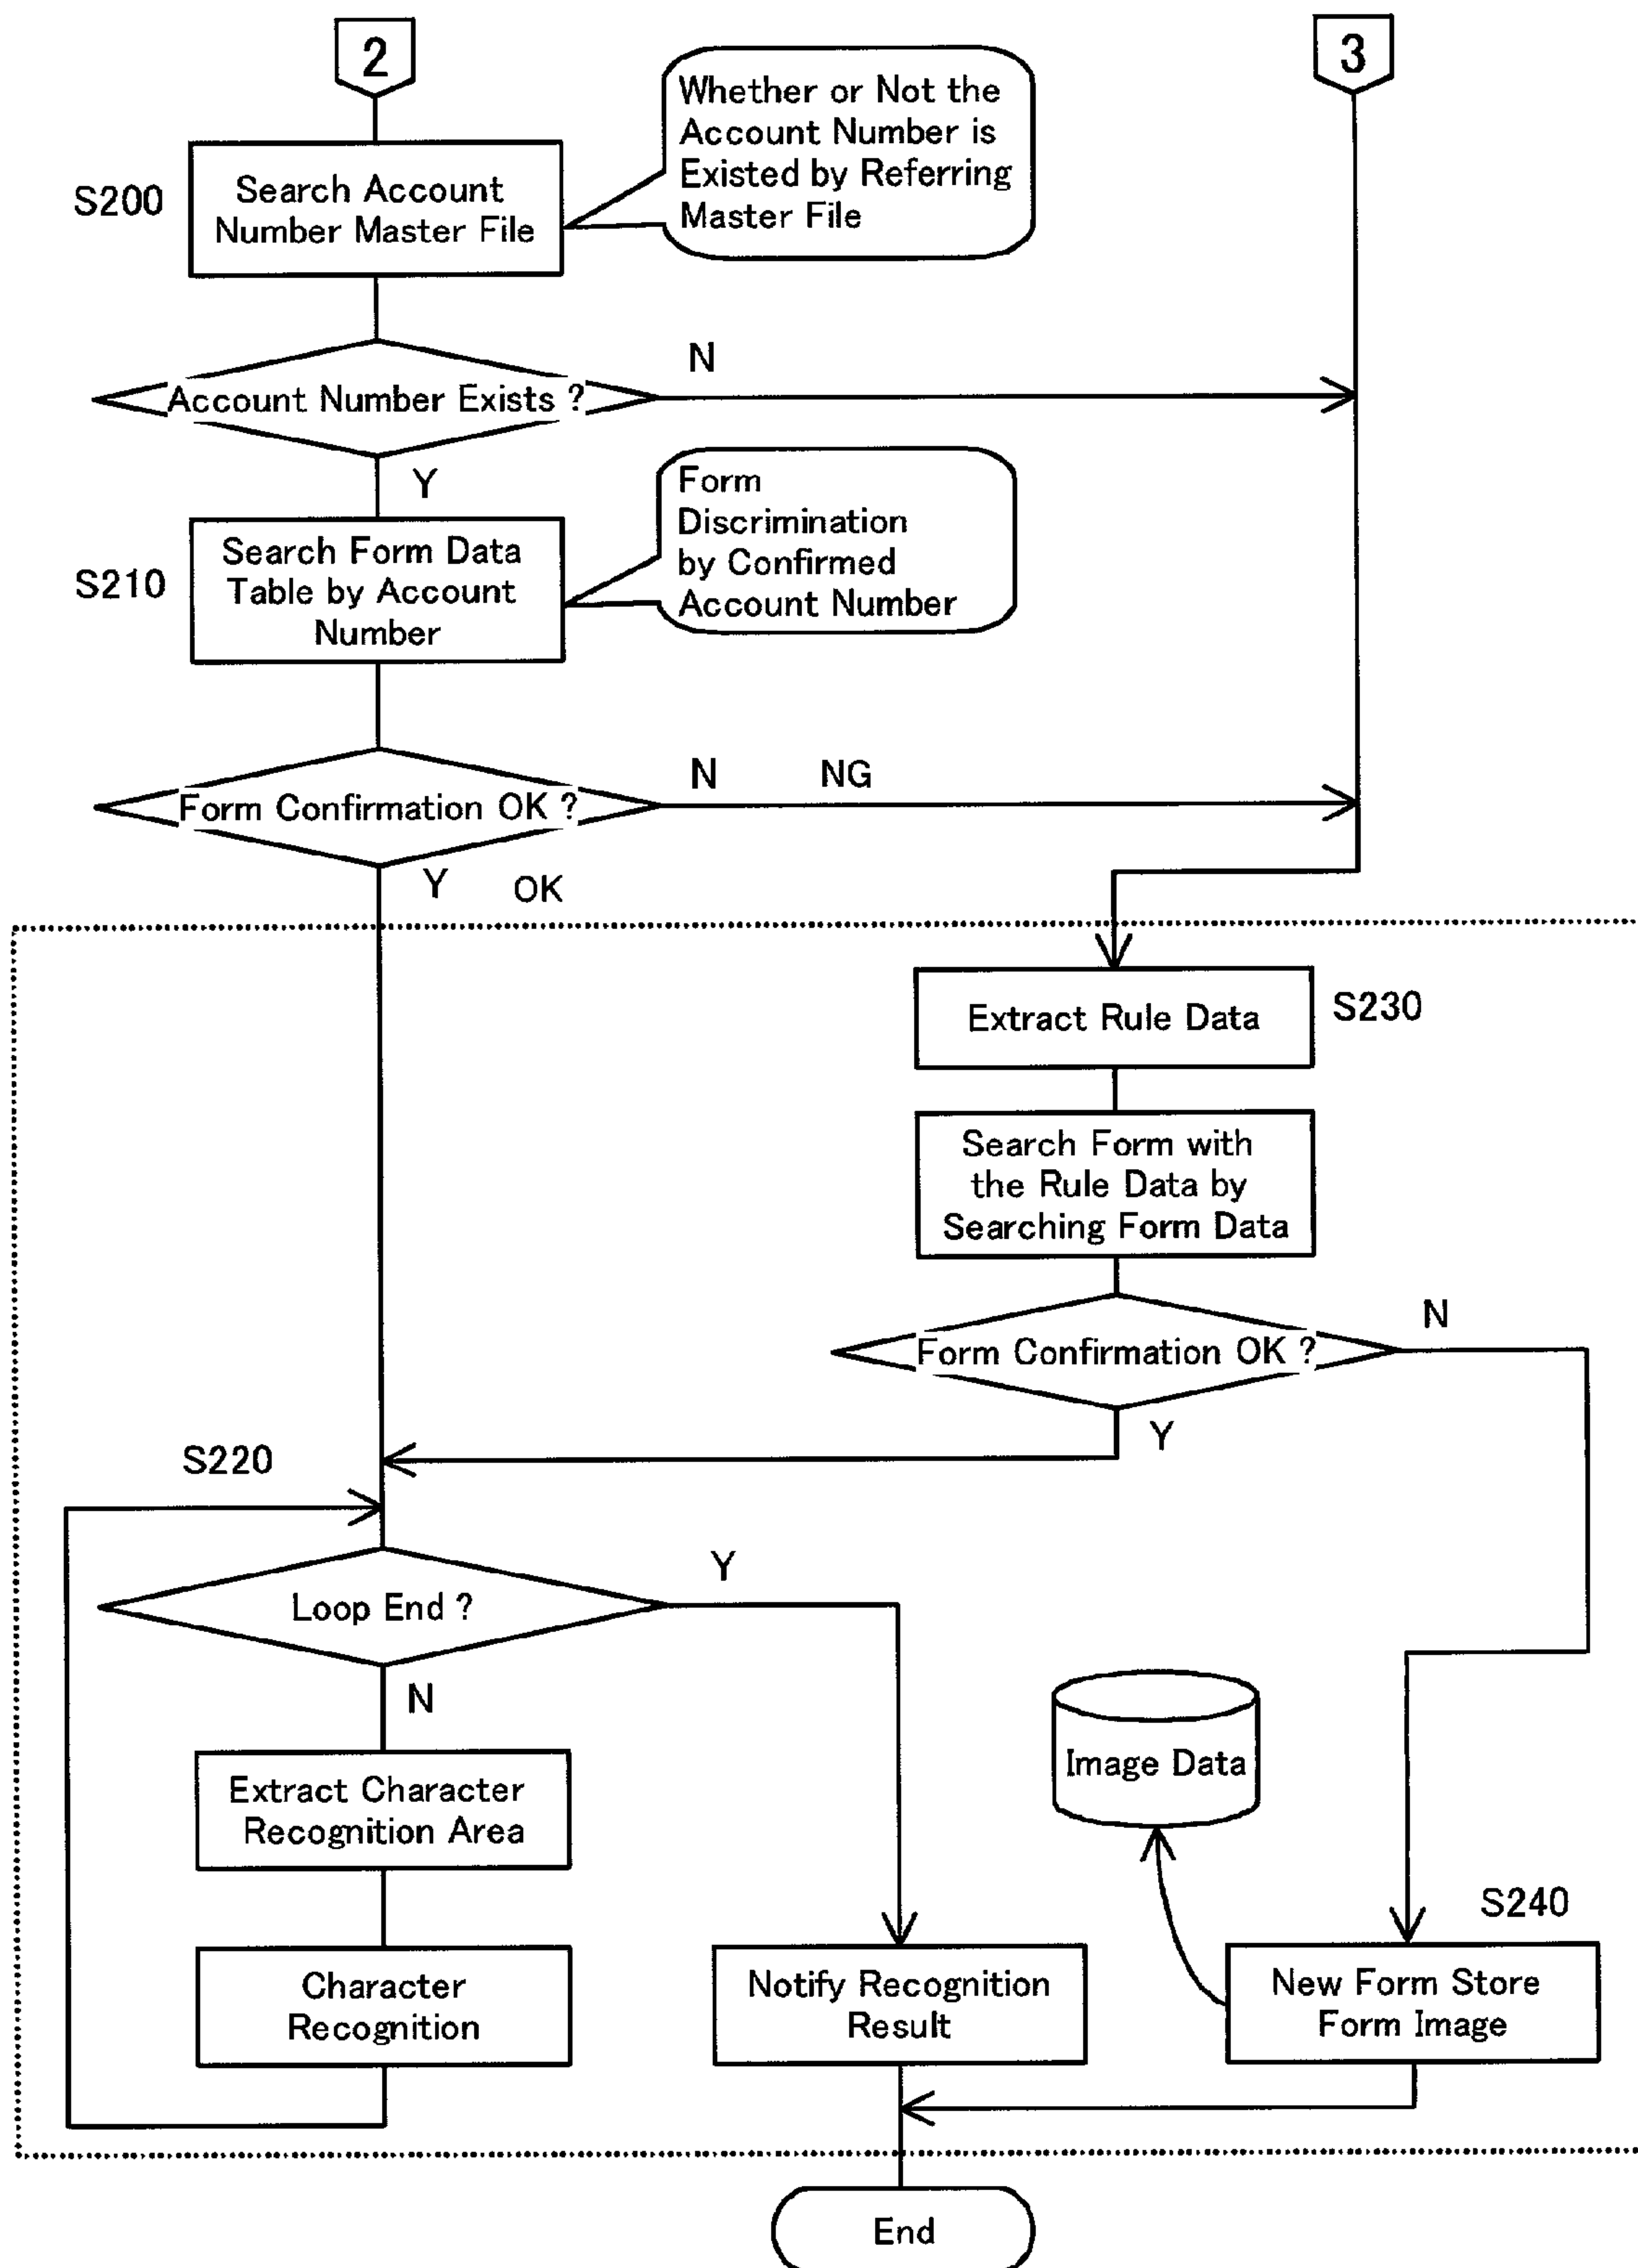 2
3
Whether or Not the
Account Number is
Existed by Referring
Master File
S200
Search Account
Number Master File
N
Account Number Exists ?
Y
Form
Discrimination
by Confirmed
Account Number
S210
Search Form Data
Table by Account
Number
N NG
Form Confirmation OK ?
Y OK
Extract Rule Data
S230
Search Form with
the Rule Data by
Searching Form Data
N
Form Confirmation OK ?
Y
S220
Y
Loop End ?
N
Image Data
Extract Character
Recognition Area
S240
Character
Recognition
Notify Recognition
Result
New Form Store
Form Image
End